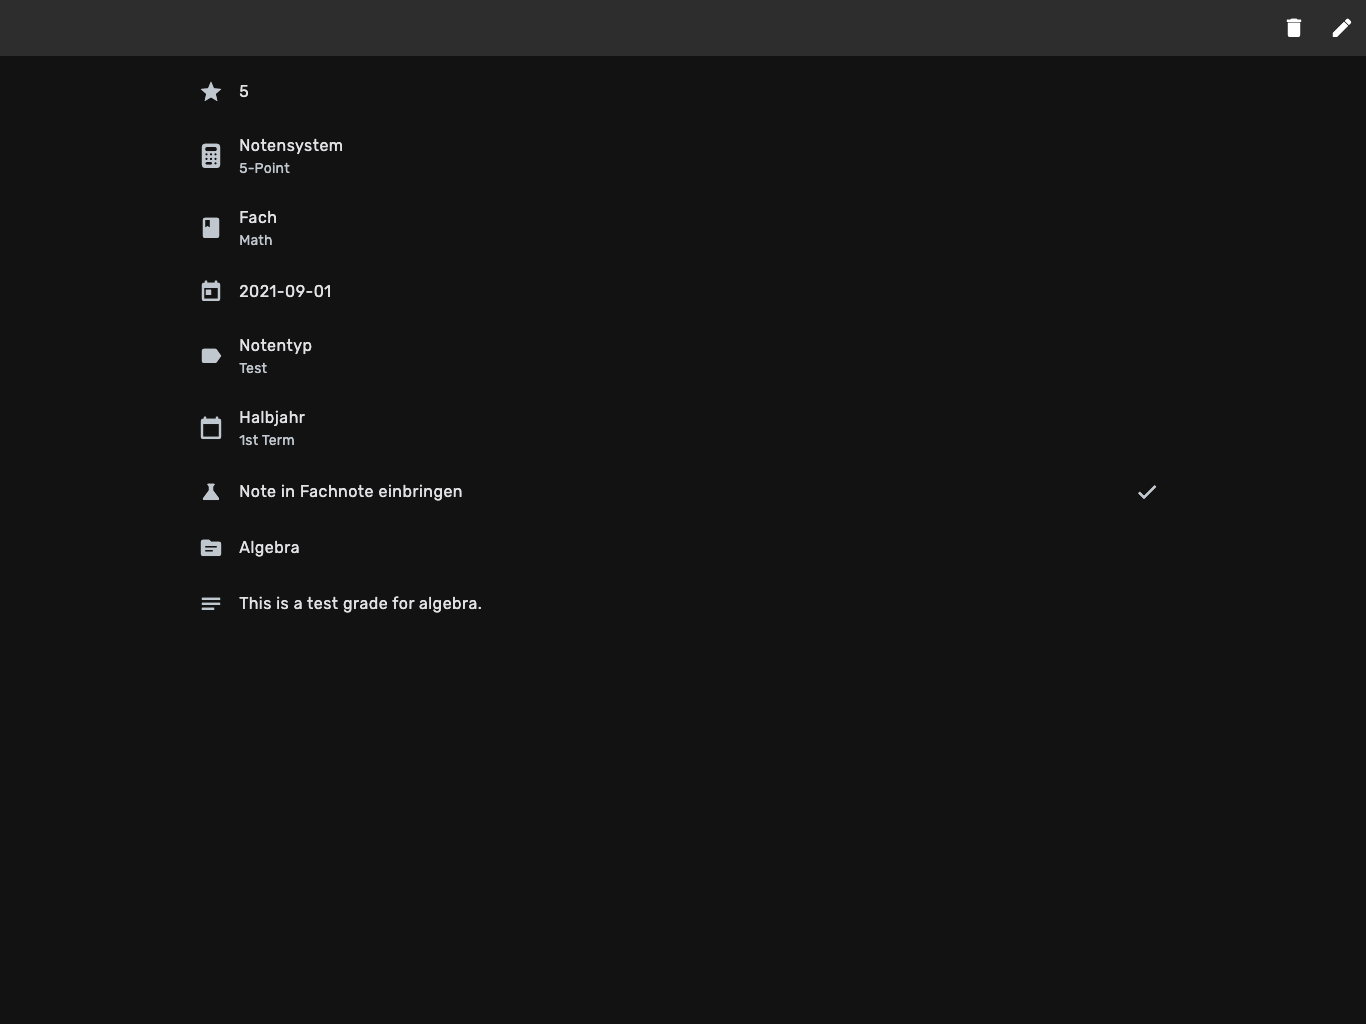 5
Notensystem
5-Point
Fach
Math
2021-09-01
Notentyp
Test
Halbjahr
1st Term
Note in Fachnote einbringen
Algebra
This is a test grade for algebra.